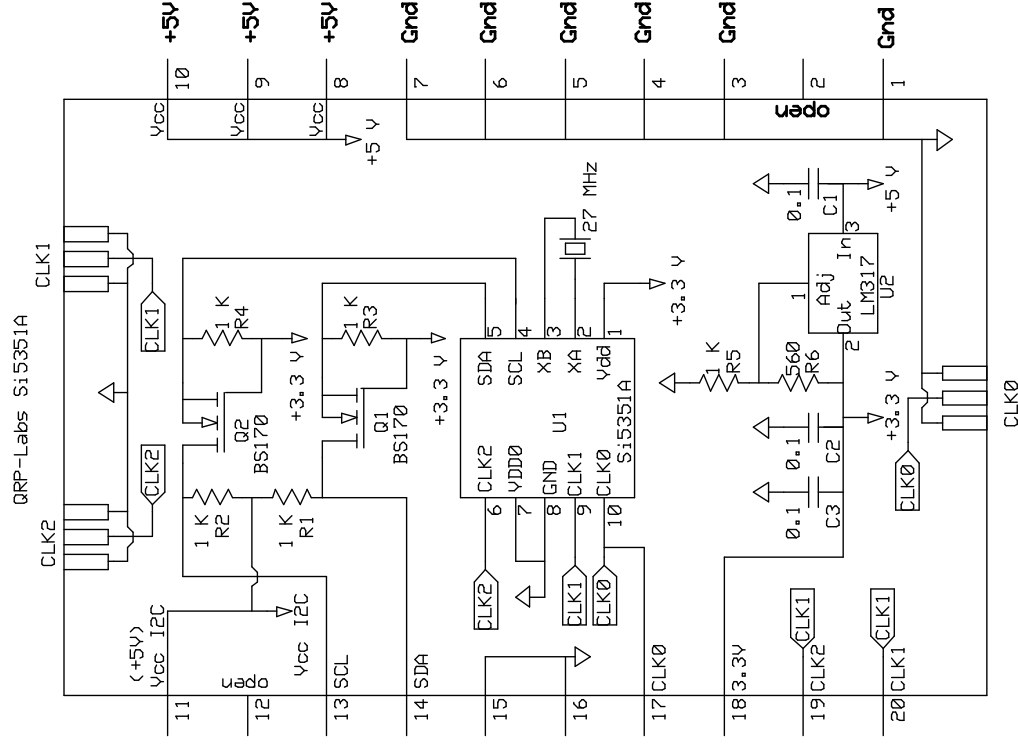 QRP-Labs Si5351A
+5V
+5V
+5V
Gnd
Gnd
Gnd
Gnd
Gnd
Gnd
10
9
8
7
6
5
4
3
2
1
Vcc
Vcc
Vcc
open
+5 V
CLK1
CLK1
CLK2
CLK2
1 K
R4
+3.3 V
Q2
BS170
1 K
R3
+3.3 V
Q1
BS170
1 K
R2
1 K
R1
27 MHz
+3.3 V
5
4
3
2
1
SDA
SCL
XB
XA
Vdd
U1
Si5351A
CLK2
VDD0
GND
CLK1
CLK0
6
7
8
9
10
CLK2
CLK1
CLK0
0.1
C1
+5 V
3
In
Adj
1
LM317
U2
Out
2
1 K
R5
560
R6
+3.3 V
0.1
C2
0.1
C3
CLK0
CLK0
(+5V)
Vcc I2C
Vcc I2C
open
SCL
SDA
CLK0
3.3V
CLK1
CLK2
CLK1
CLK1
11
12
13
14
15
16
17
18
19
20